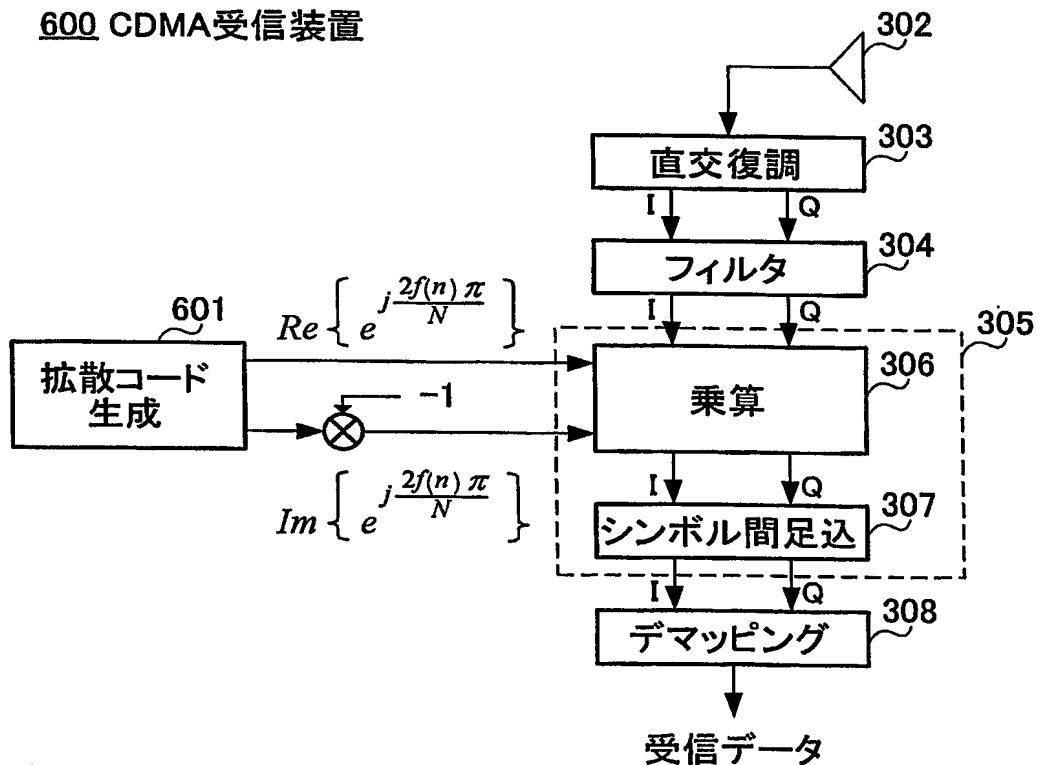 600 CDMA受信装置
302
303
直交復調
I Q
304
フィルタ
I Q
Re { e^{j 2f(n)π/N} }
601
拡散コード
生成
305
306
乗算
-1
Im { e^{j 2f(n)π/N} }
I Q
307
シンボル間足込
I Q
308
デマッピング
受信データ